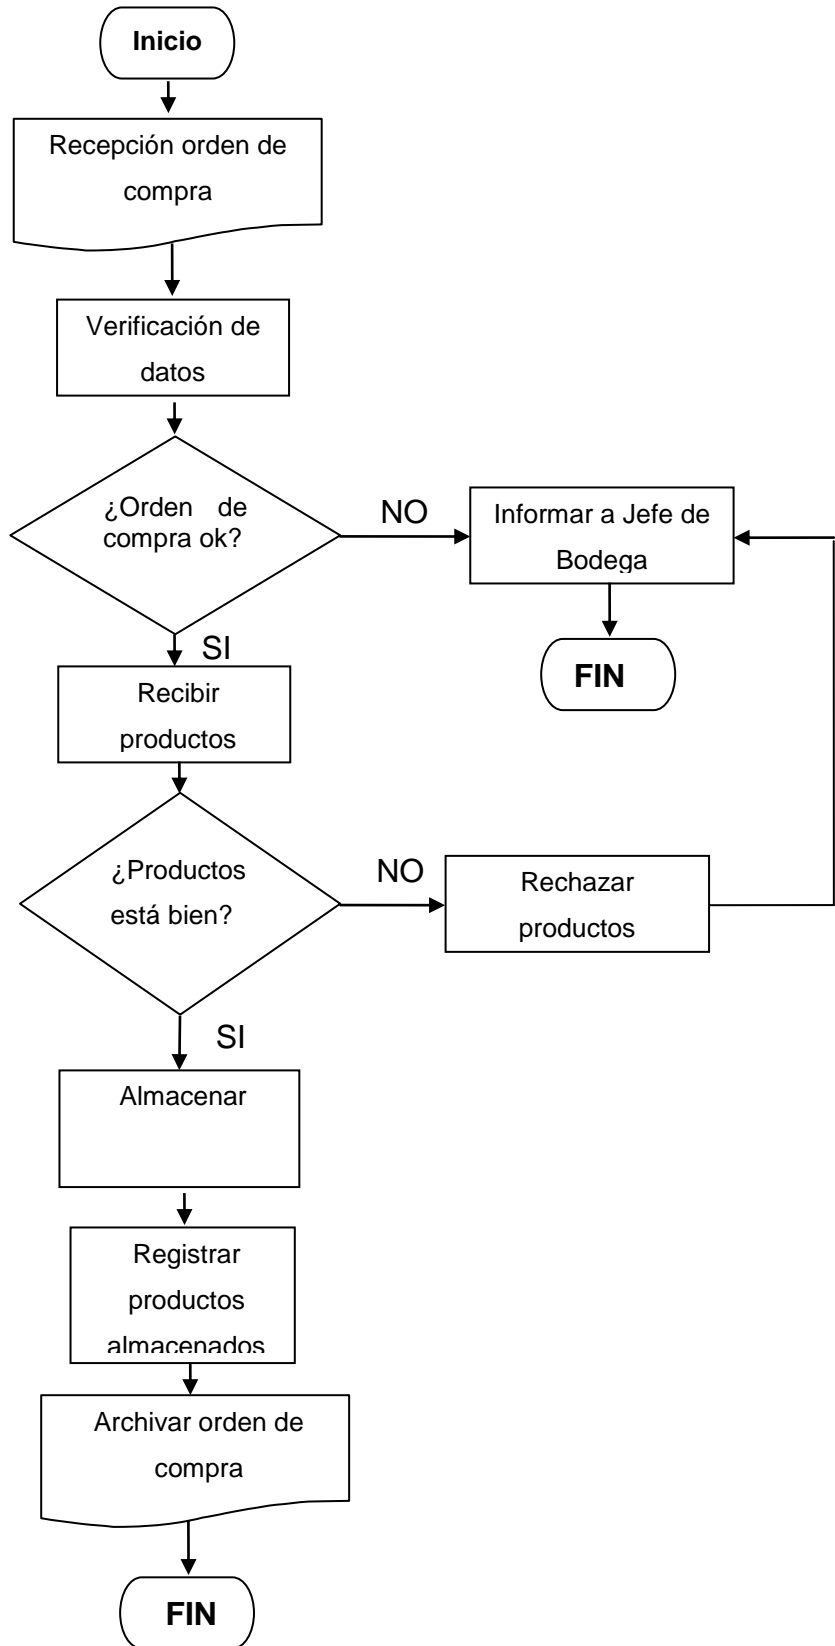 Inicio
Recepción orden de
compra
Verificación de
datos
¿Orden de
compra ok?
NO
Informar a Jefe de
Bodega
SI
FIN
Recibir
productos
¿Productos
está bien?
NO
Rechazar
productos
SI
Almacenar
Registrar
productos
almacenados
Archivar orden de
compra
FIN